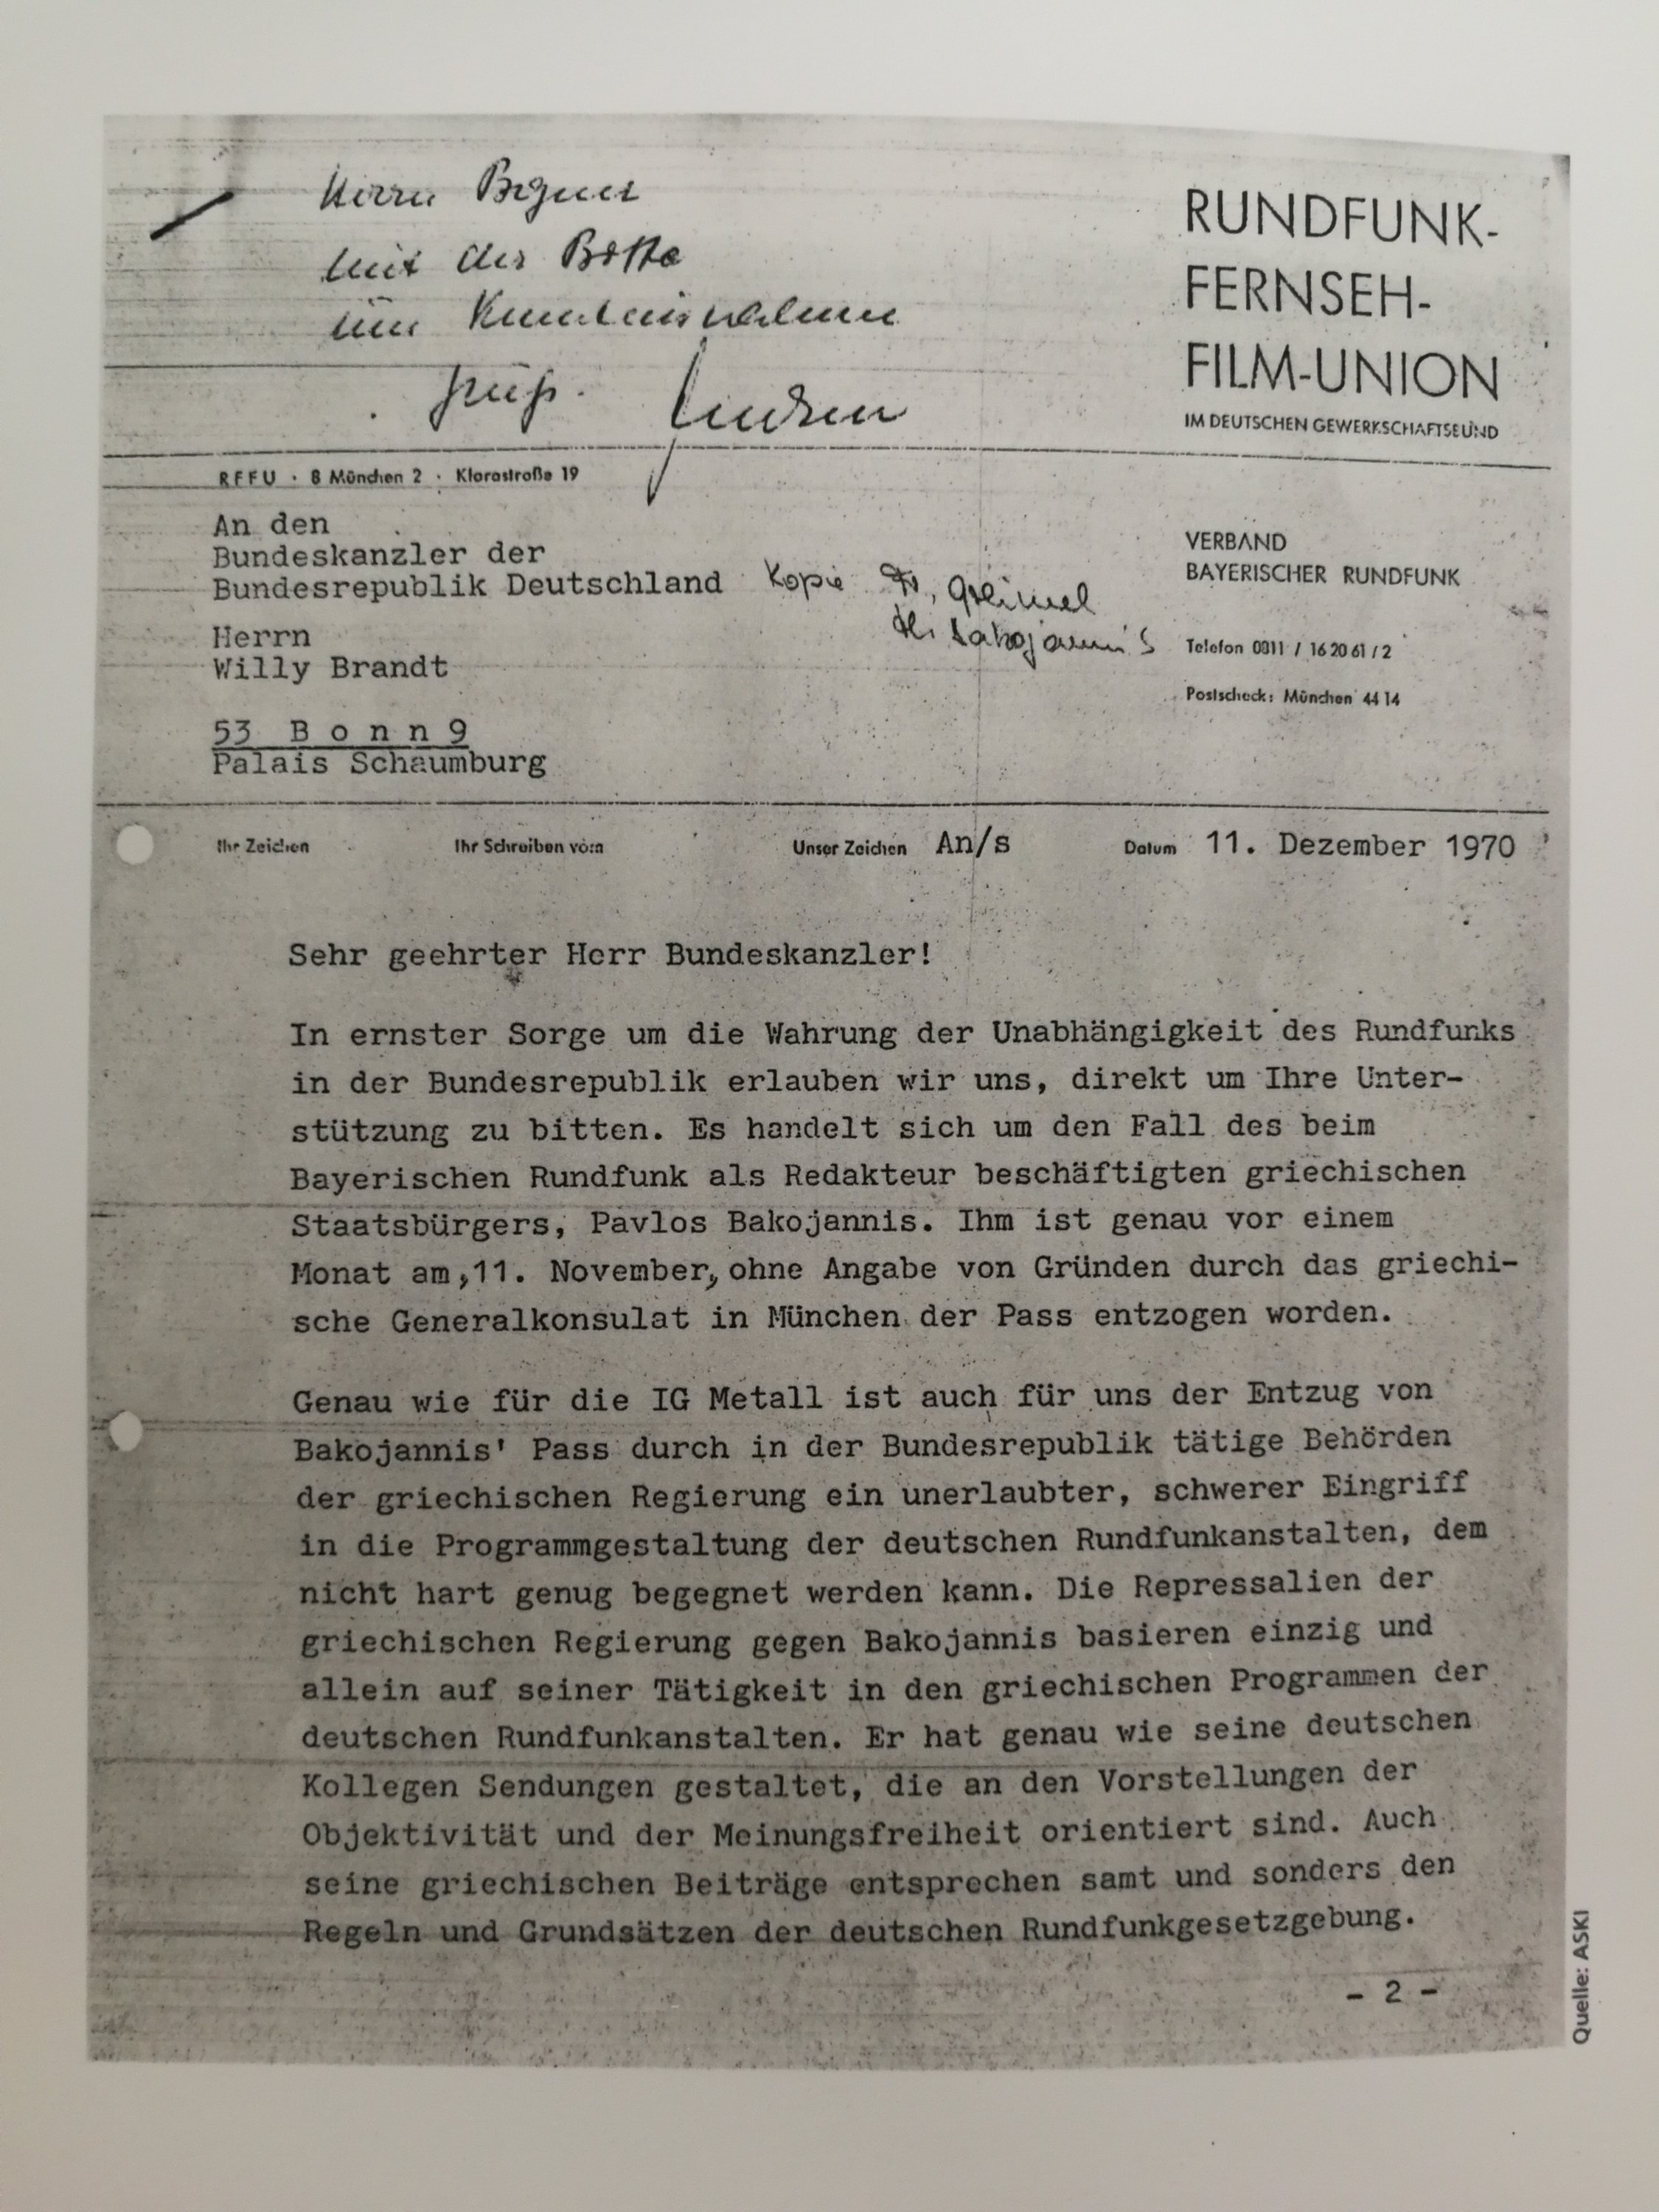 Herrn
mit der Bitte
um Kenntnisnahme
RUNDFUNK-
FERNSEH-
FILM-UNION
IM DEUTSCHEN GEWERKSCHAFTSBUND
RFFU · 8 München 2 · Klarastraße 19
An den
Bundeskanzler der
Bundesrepublik Deutschland
Kopie
Herrn
Willy Brandt
53 Bonn 9
Palais Schaumburg
VERBAND
BAYERISCHER RUNDFUNK
Telefon 0811 / 16 20 61 / 2
Postscheck: München 44 14
Ihr Zeichen Ihr Schreiben vom Unser Zeichen An/s Datum 11. Dezember 1970
Sehr geehrter Herr Bundeskanzler!
In ernster Sorge um die Wahrung der Unabhängigkeit des Rundfunks
in der Bundesrepublik erlauben wir uns, direkt um Ihre Unter-
stützung zu bitten. Es handelt sich um den Fall des beim
Bayerischen Rundfunk als Redakteur beschäftigten griechischen
Staatsbürgers, Pavlos Bakojannis. Ihm ist genau vor einem
Monat am,11. November, ohne Angabe von Gründen durch das griechi-
sche Generalkonsulat in München der Pass entzogen worden.
Genau wie für die IG Metall ist auch für uns der Entzug von
Bakojannis' Pass durch in der Bundesrepublik tätige Behörden
der griechischen Regierung ein unerlaubter, schwerer Eingriff
in die Programmgestaltung der deutschen Rundfunkanstalten, dem
nicht hart genug begegnet werden kann. Die Repressalien der
griechischen Regierung gegen Bakojannis basieren einzig und
allein auf seiner Tätigkeit in den griechischen Programmen der
deutschen Rundfunkanstalten. Er hat genau wie seine deutschen
Kollegen Sendungen gestaltet, die an den Vorstellungen der
Objektivität und der Meinungsfreiheit orientiert sind. Auch
seine griechischen Beiträge entsprechen samt und sonders den
Regeln und Grundsätzen der deutschen Rundfunkgesetzgebung.
- 2 -
Quelle: ASKI